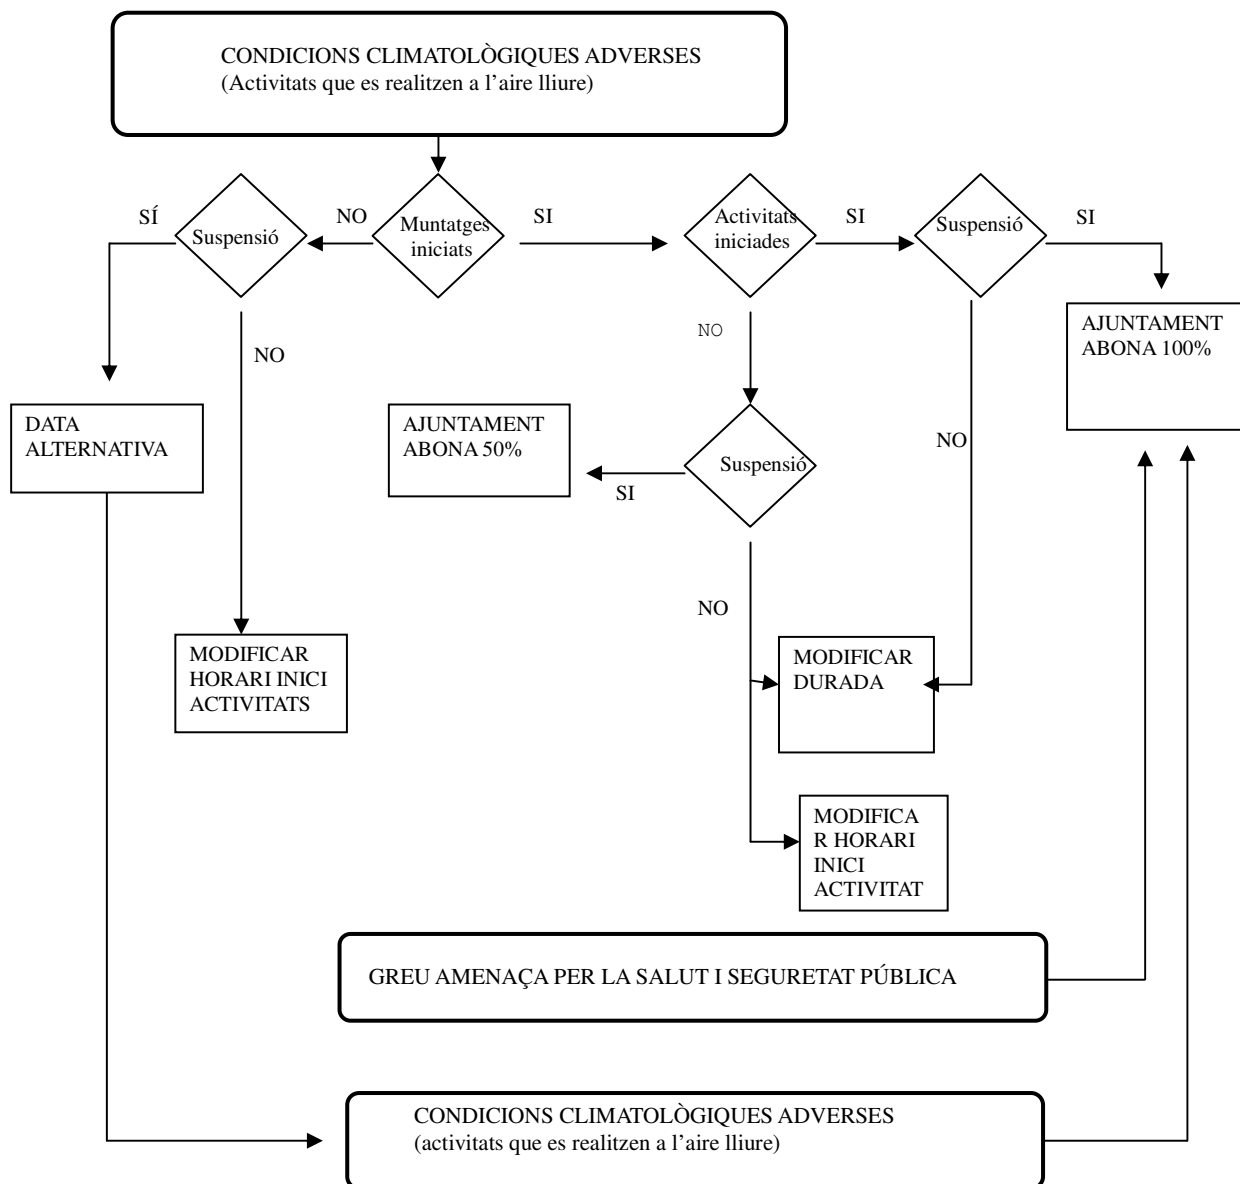 CONDICIONS CLIMATOLÒGIQUES ADVERSES
(Activitats que es realitzen a l’aire lliure)
SÍ
Suspensió
NO
Muntatges
iniciats
SI
Activitats
iniciades
SI
Suspensió
SI
NO
NO
AJUNTAMENT
ABONA 100%
DATA
ALTERNATIVA
AJUNTAMENT
ABONA 50%
SI
Suspensió
NO
NO
MODIFICAR
HORARI INICI
ACTIVITATS
MODIFICAR
DURADA
MODIFICA
R HORARI
INICI
ACTIVITAT
GREU AMENAÇA PER LA SALUT I SEGURETAT PÚBLICA
CONDICIONS CLIMATOLÒGIQUES ADVERSES
(activitats que es realitzen a l’aire lliure)